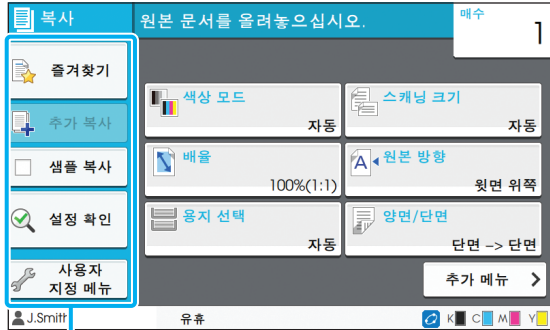 복사
원본 문서를 올려놓으십시오.
매수
1
즐겨찾기
추가 복사
샘플 복사
설정 확인
사용자
지정 메뉴
색상 모드
자동
스캐닝 크기
자동
배율
100%(1:1)
원본 방향
윗면 위쪽
용지 선택
자동
양면/단면
단면 –> 단면
추가 메뉴
J.Smith
유휴
K C M Y